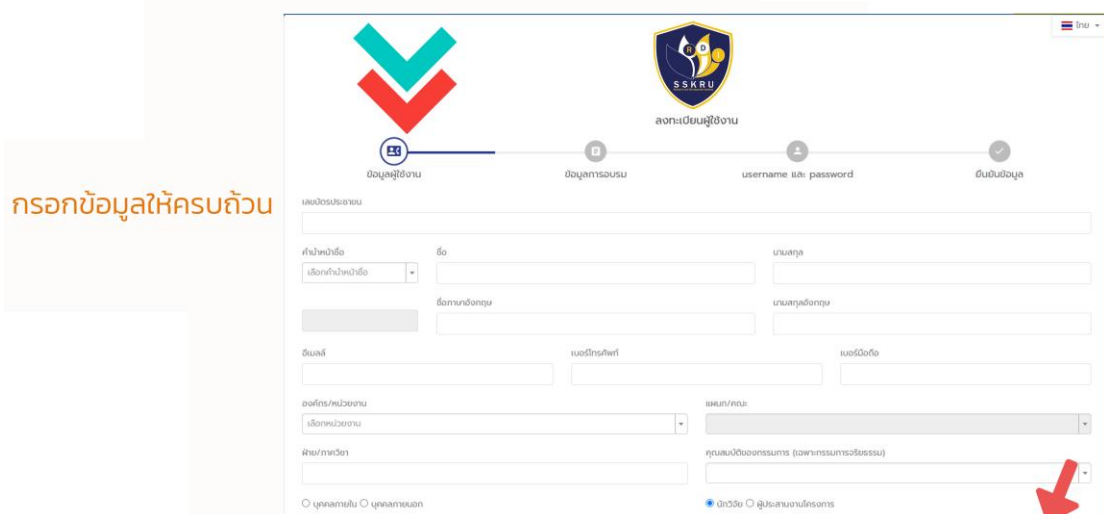 ไทย
R D I
SSKRU
ลงทะเบียนผู้ใช้งาน
ข้อมูลผู้ใช้งาน ข้อมูลการอบรม username และ password ยืนยันข้อมูล
กรอกข้อมูลให้ครบถ้วน
เลขบัตรประชาชน
คำนำหน้าชื่อ ชื่อ นามสกุล
เลือกคำนำหน้าชื่อ
ชื่อภาษาอังกฤษ นามสกุลอังกฤษ
อีเมลล์ เบอร์โทรศัพท์ เบอร์มือถือ
องค์กร/หน่วยงาน แผนก/คณะ
เลือกหน่วยงาน
ฝ่าย/ภาควิชา คุณสมบัติของกรรมการ (เฉพาะกรรมการจริยธรรม)
บุคคลภายใน บุคคลภายนอก นักวิจัย ผู้ประสานงานโครงการ